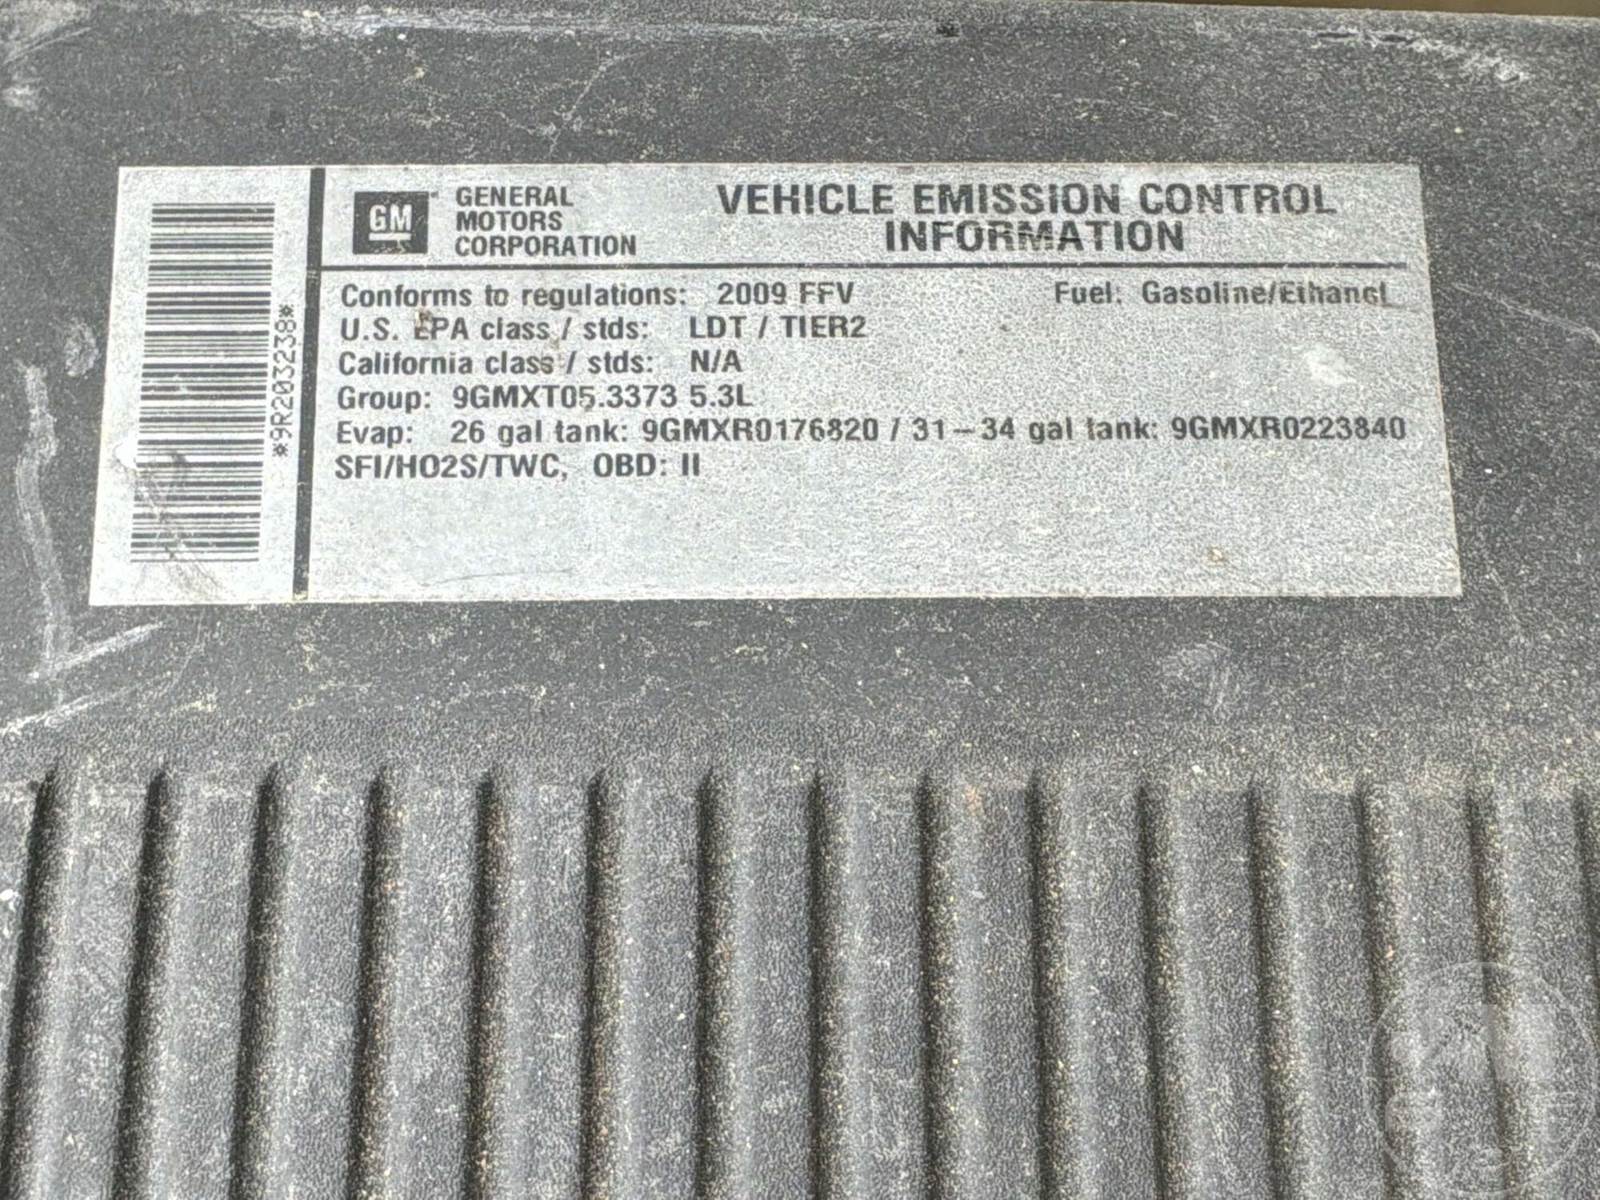 GM
GENERAL
MOTORS
CORPORATION
VEHICLE EMISSION CONTROL
INFORMATION
Conforms to regulations: 2009 FFV Fuel: Gasoline/Ethanol
U.S. EPA class / stds: LDT / TIER2
California class / stds: N/A
Group: 9GMXT05.3373 5.3L
Evap: 26 gal tank: 9GMXR0176820 / 31-34 gal tank: 9GMXR0223840
SFI/HO2S/TWC, OBD: II
*9R203238*